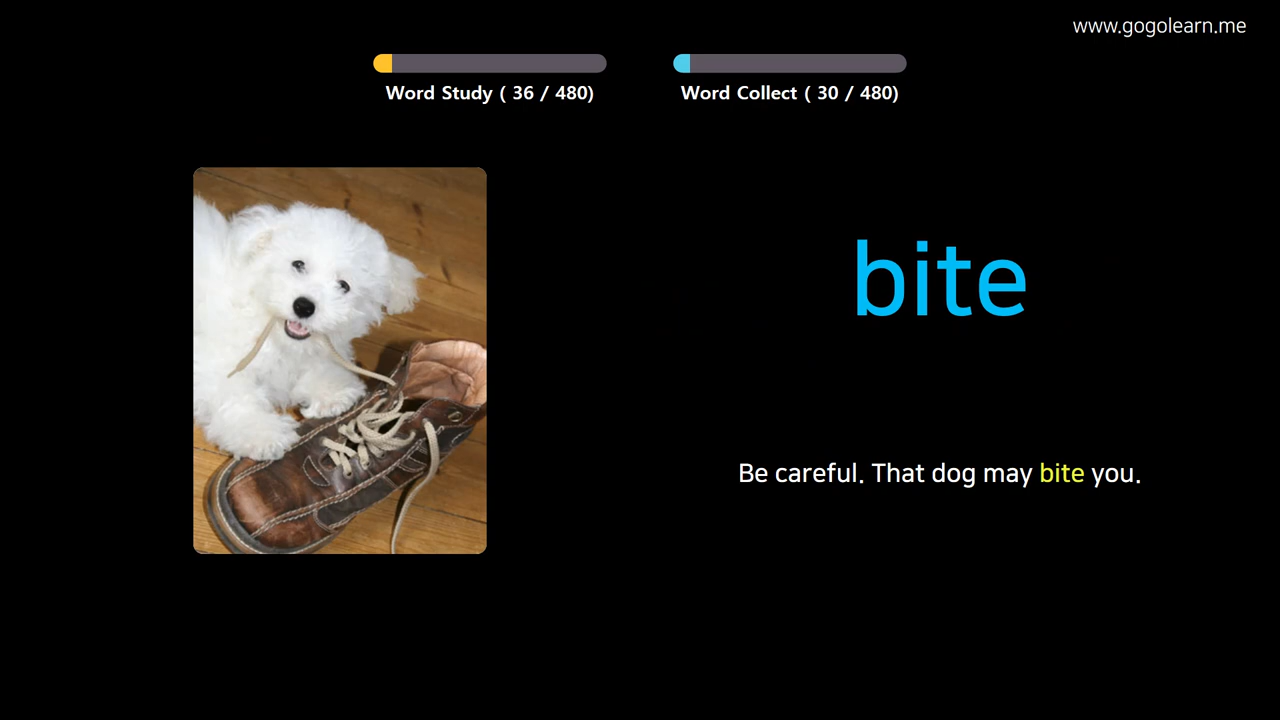 www.gogolearn.me
Word Study ( 36 / 480)
Word Collect ( 30 / 480)
bite
Be careful. That dog may bite you.